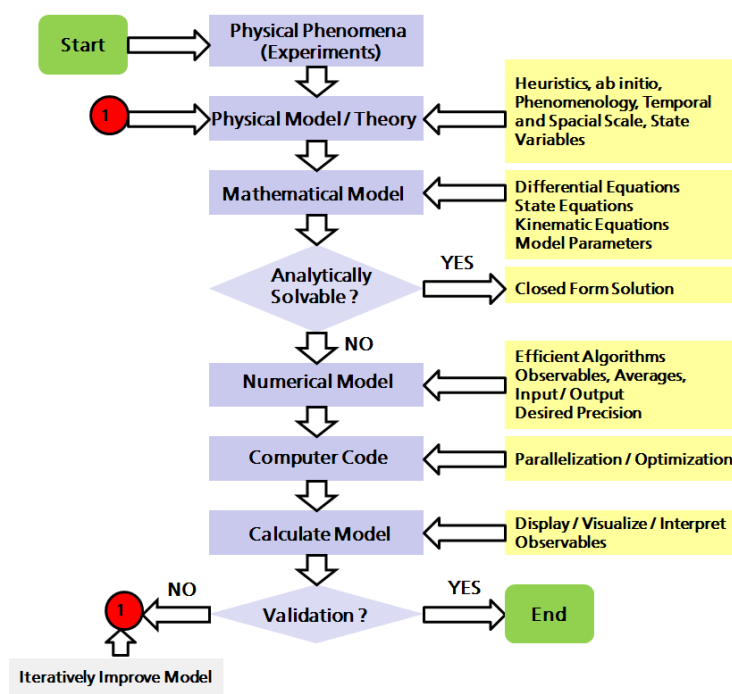 Start
Physical Phenomena
(Experiments)
1
Physical Model / Theory
Heuristics, ab initio,
Phenomenology, Temporal
and Spacial Scale, State
Variables
Mathematical Model
Differential Equations
State Equations
Kinematic Equations
Model Parameters
Analytically
Solvable ?
YES
Closed Form Solution
NO
Numerical Model
Efficient Algorithms
Observables, Averages,
Input / Output
Desired Precision
Computer Code
Parallelization / Optimization
Calculate Model
Display / Visualize / Interpret
Observables
Validation ?
NO
1
YES
End
Iteratively Improve Model